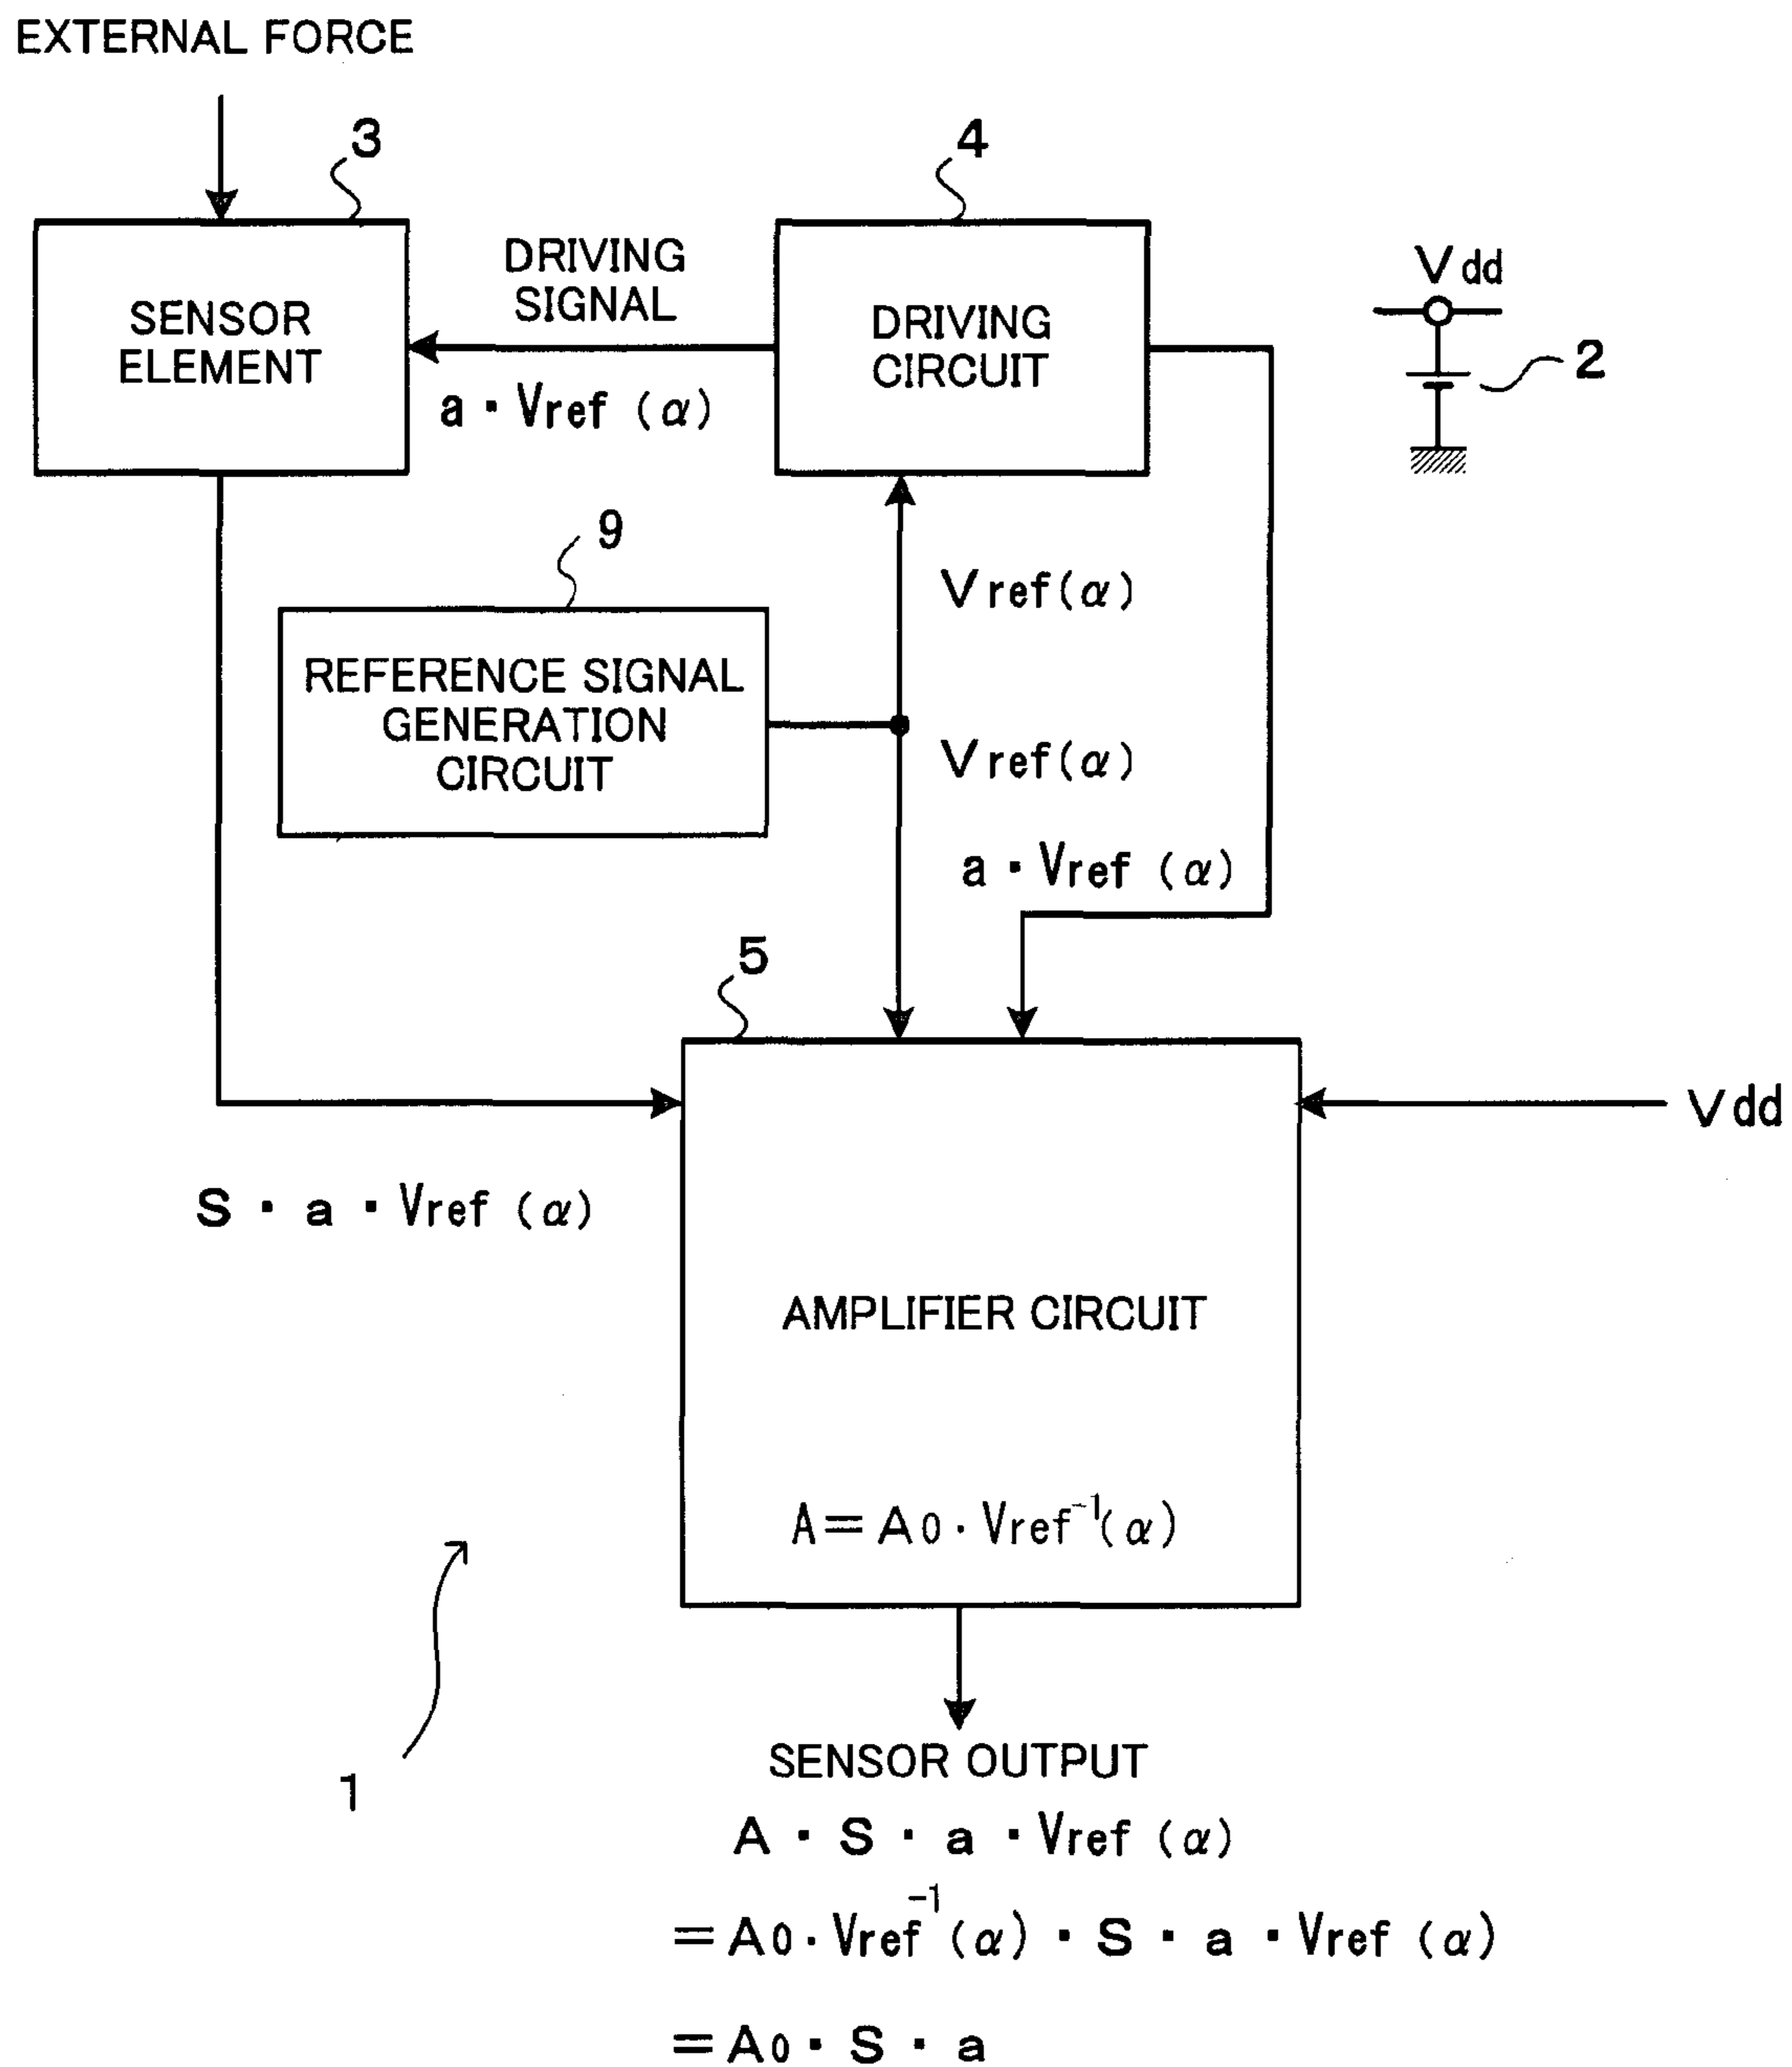 EXTERNAL FORCE
3
4
SENSOR
ELEMENT
DRIVING
SIGNAL
a · Vref (α)
DRIVING
CIRCUIT
Vdd
2
9
Vref(α)
REFERENCE SIGNAL
GENERATION
CIRCUIT
Vref(α)
a · Vref (α)
5
Vdd
S · a · Vref (α)
AMPLIFIER CIRCUIT
A=A0·Vref⁻¹(α)
1
SENSOR OUTPUT
A · S · a · Vref (α)
=A0·Vref⁻¹(α) · S · a · Vref (α)
=A0 · S · a